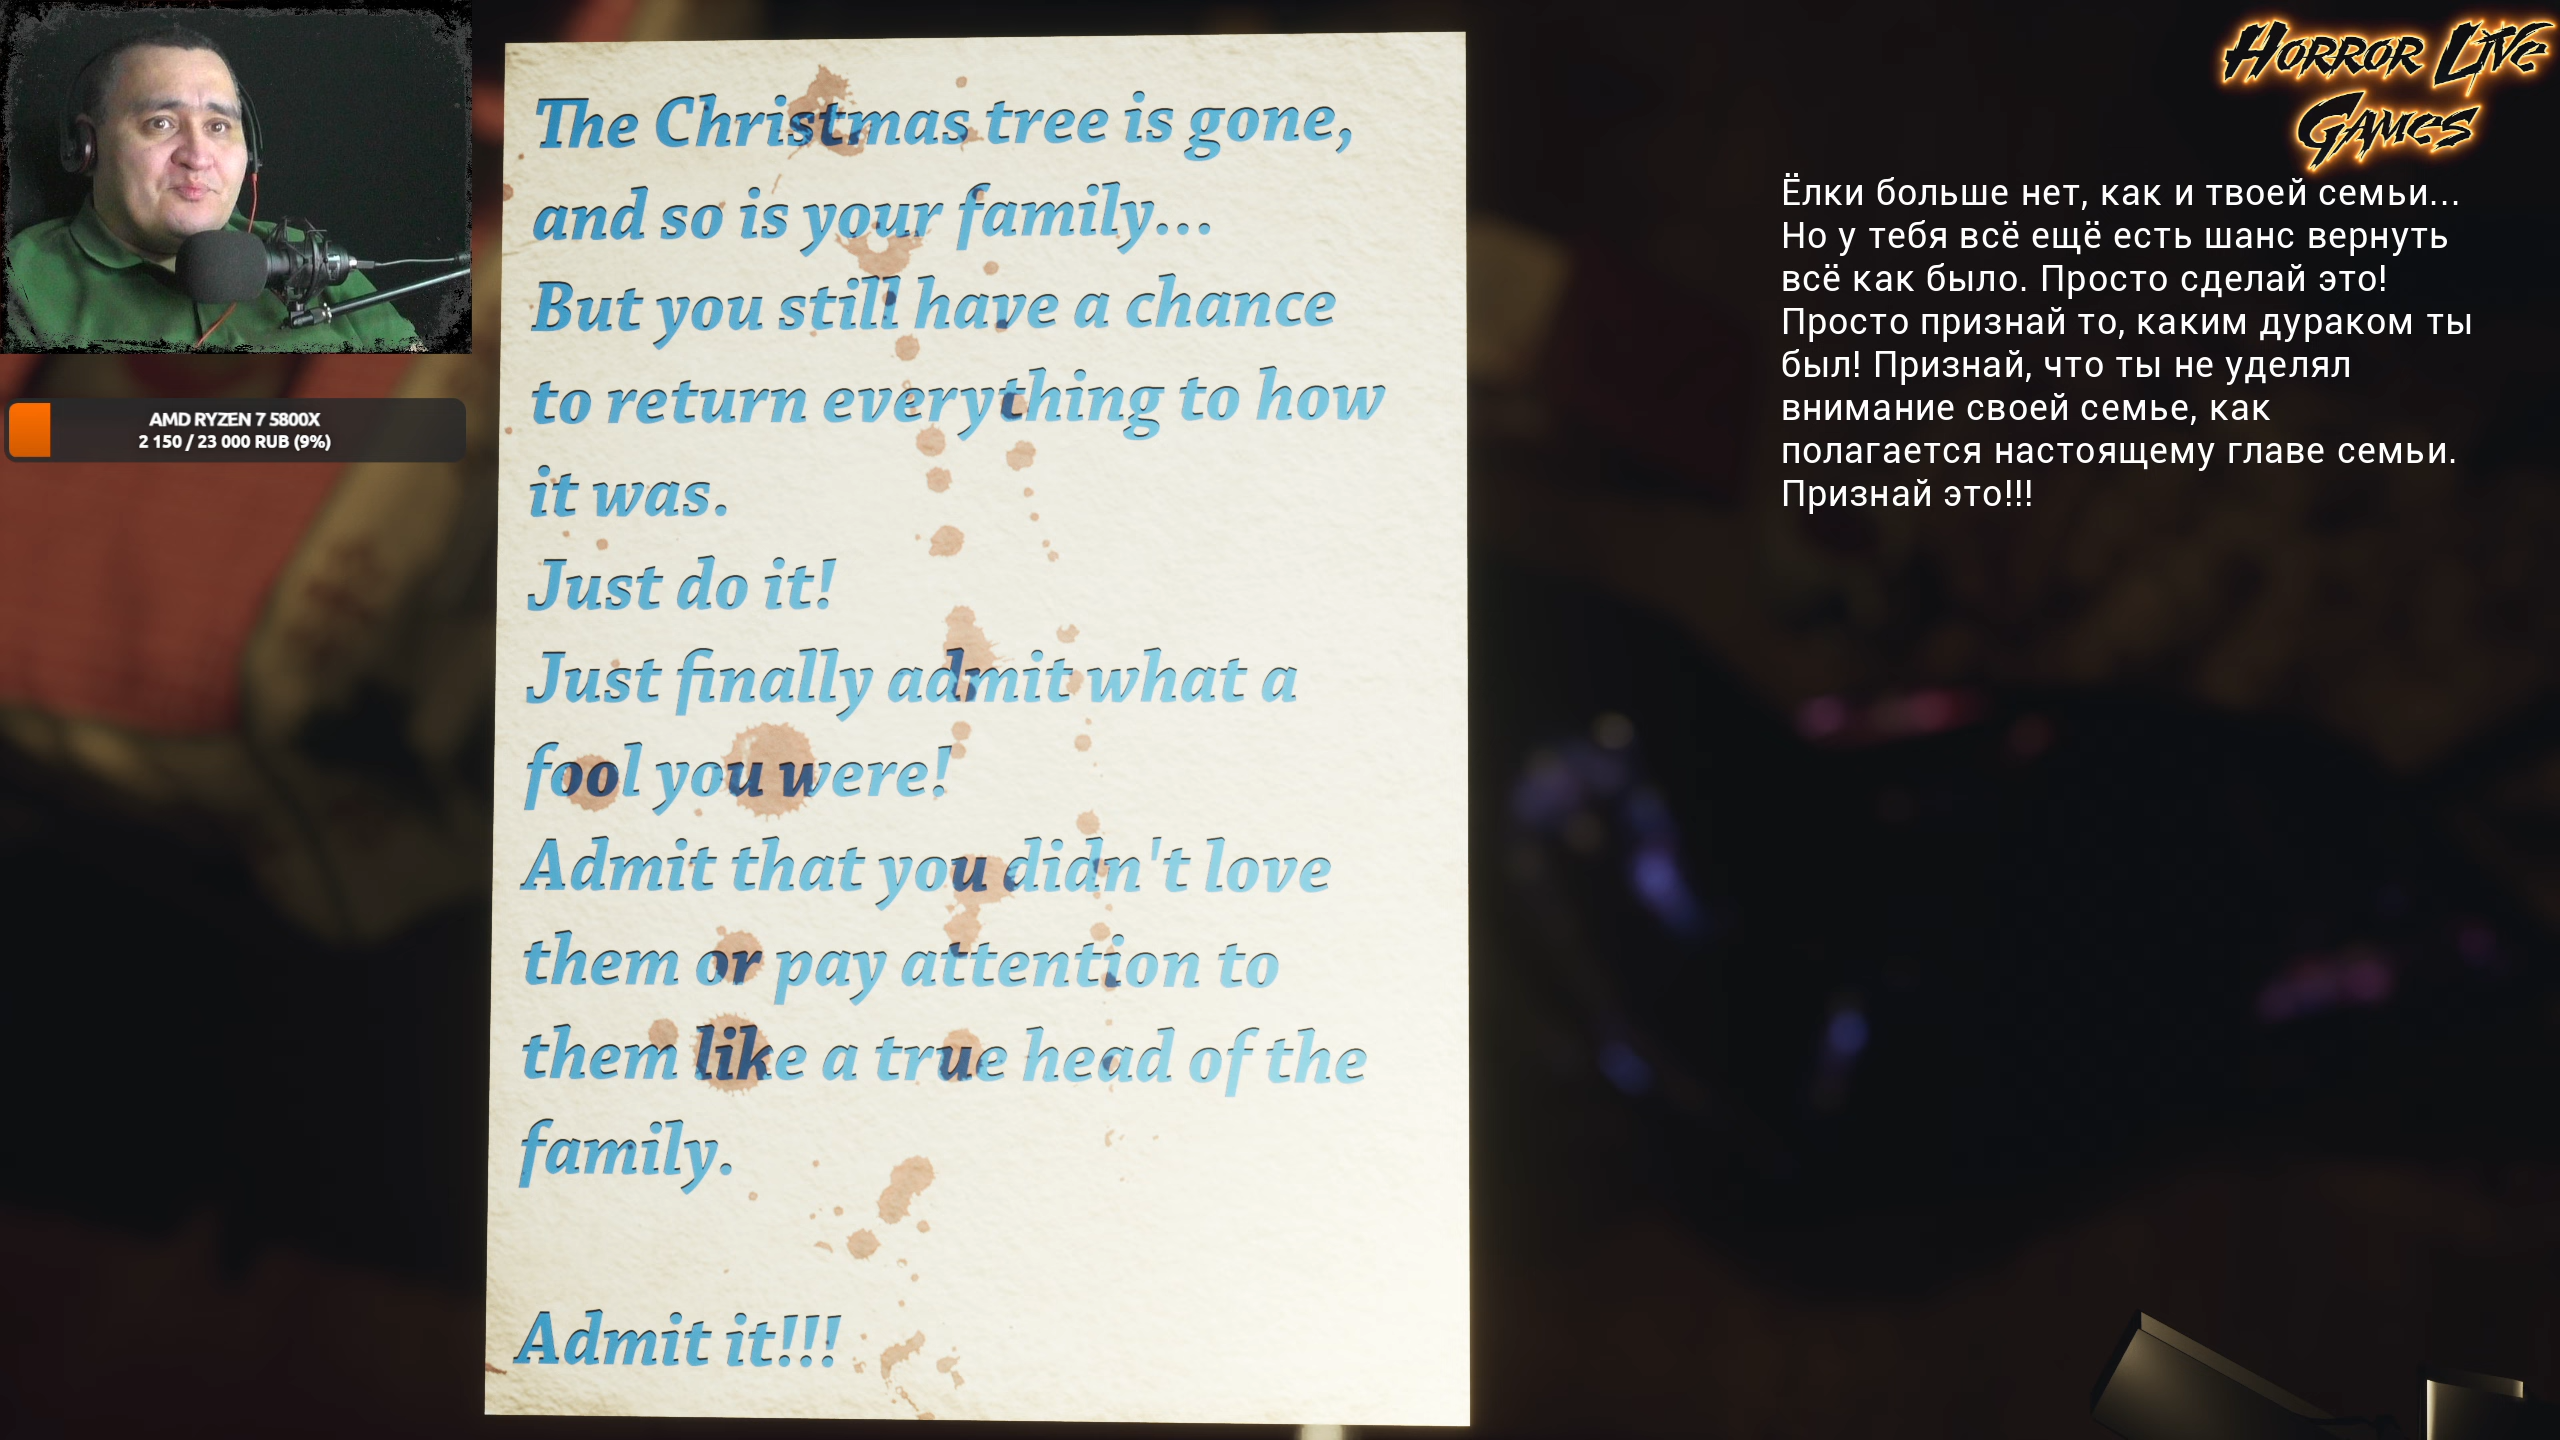 The Christmas tree is gone,
and so is your family...
But you still have a chance
to return everything to how
it was.
Just do it!
Just finally admit what a
fool you were!
Admit that you didn't love
them or pay attention to
them like a true head of the
family.
Admit it!!!
HORROR LIVE
GAMES
Ёлки больше нет, как и твоей семьи...
Но у тебя всё ещё есть шанс вернуть
всё как было. Просто сделай это!
Просто признай то, каким дураком ты
был! Признай, что ты не уделял
внимание своей семье, как
полагается настоящему главе семьи.
Признай это!!!
AMD RYZEN 7 5800X
2 150 / 23 000 RUB (9%)